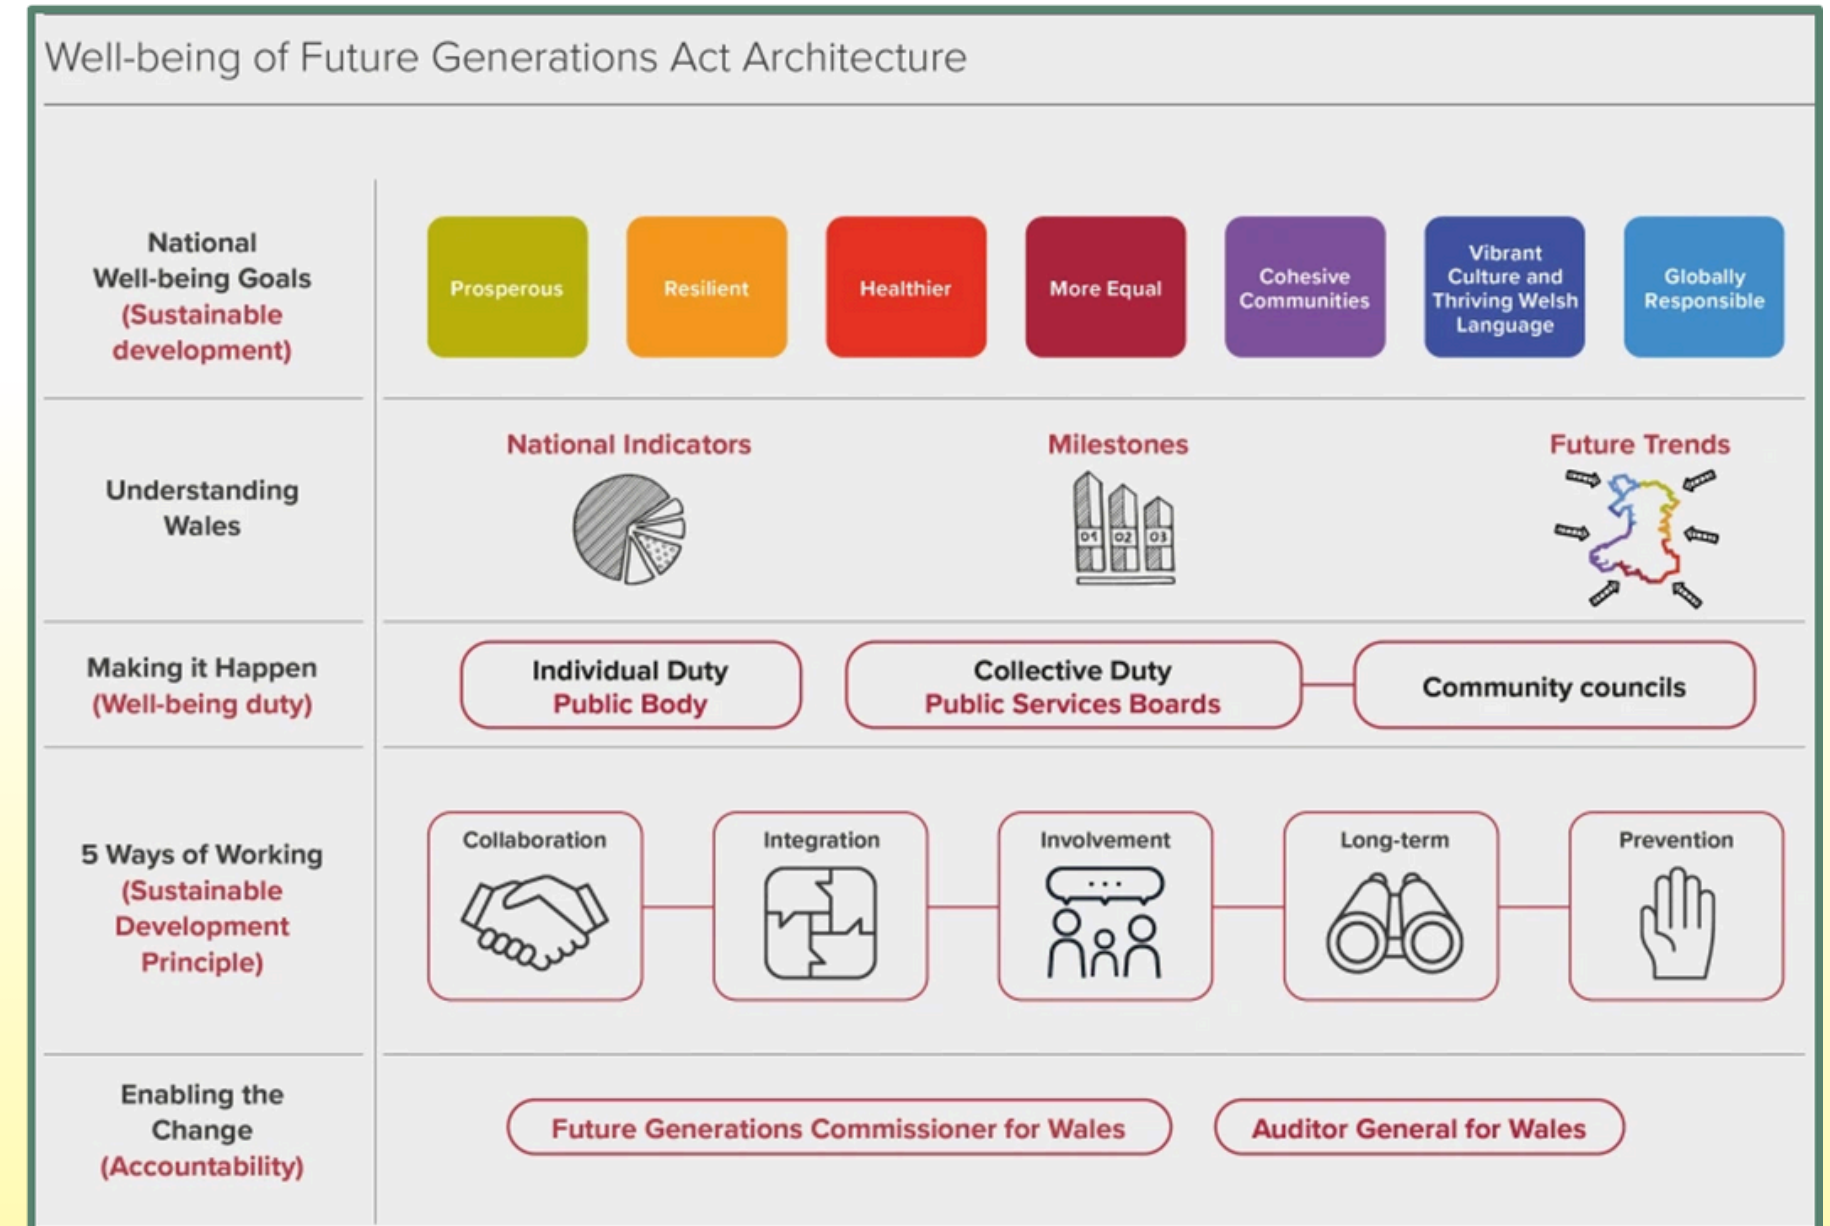 Well-being of Future Generations Act Architecture
National
Well-being Goals
(Sustainable
development)
Prosperous
Resilient
Healthier
More Equal
Cohesive
Communities
Vibrant
Culture and
Thriving Welsh
Language
Globally
Responsible
Understanding
Wales
National Indicators
Milestones
01 02 03
Future Trends
Making it Happen
(Well-being duty)
Individual Duty
Public Body
Collective Duty
Public Services Boards
Community councils
5 Ways of Working
(Sustainable
Development
Principle)
Collaboration
Integration
Involvement
Long-term
Prevention
Enabling the
Change
(Accountability)
Future Generations Commissioner for Wales
Auditor General for Wales